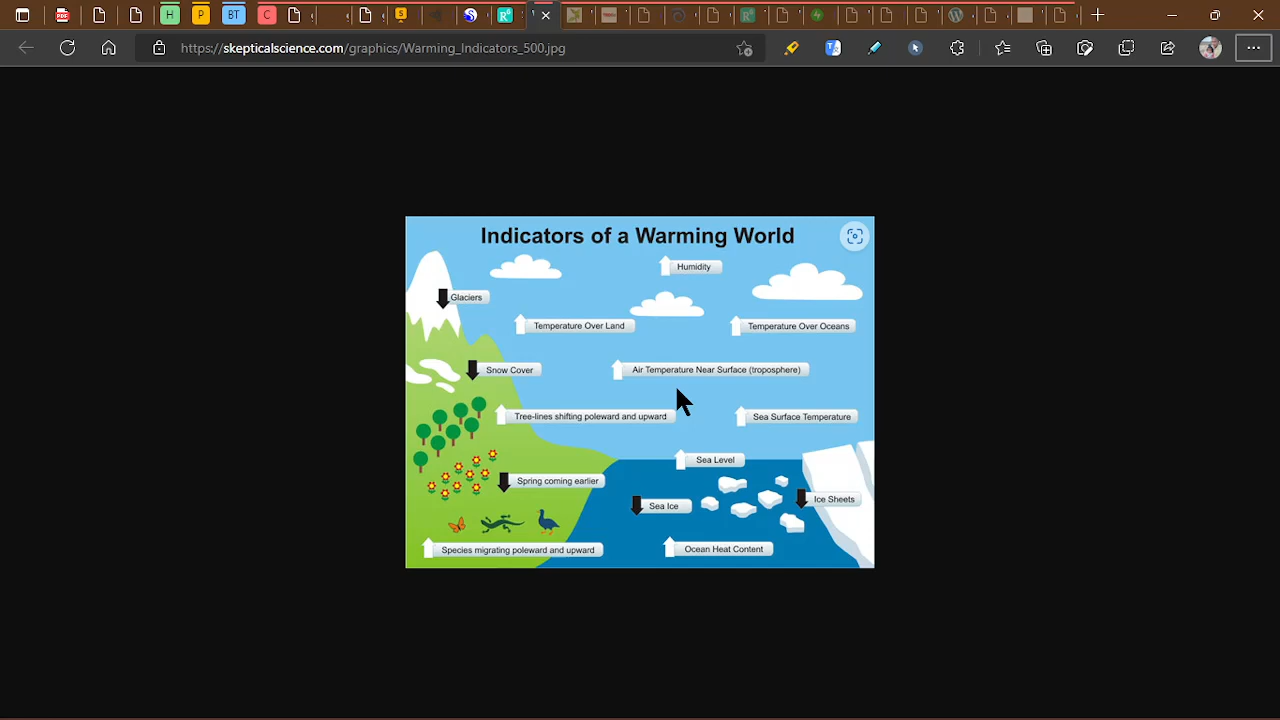 H
P
BT
C
https://skepticalscience.com/graphics/Warming_Indicators_500.jpg
Indicators of a Warming World
Humidity
Glaciers
Temperature Over Land
Temperature Over Oceans
Snow Cover
Air Temperature Near Surface (troposphere)
Tree-lines shifting poleward and upward
Sea Surface Temperature
Sea Level
Spring coming earlier
Sea Ice
Ice Sheets
Species migrating poleward and upward
Ocean Heat Content